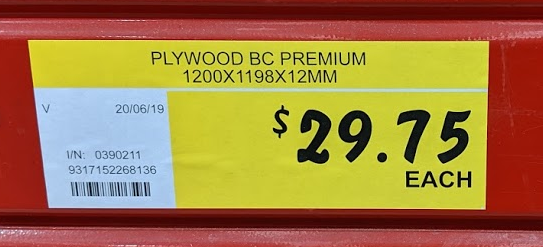 PLYWOOD BC PREMIUM
1200X1198X12MM
V 20/06/19
$29.75
EACH
I/N: 0390211
9317152268136